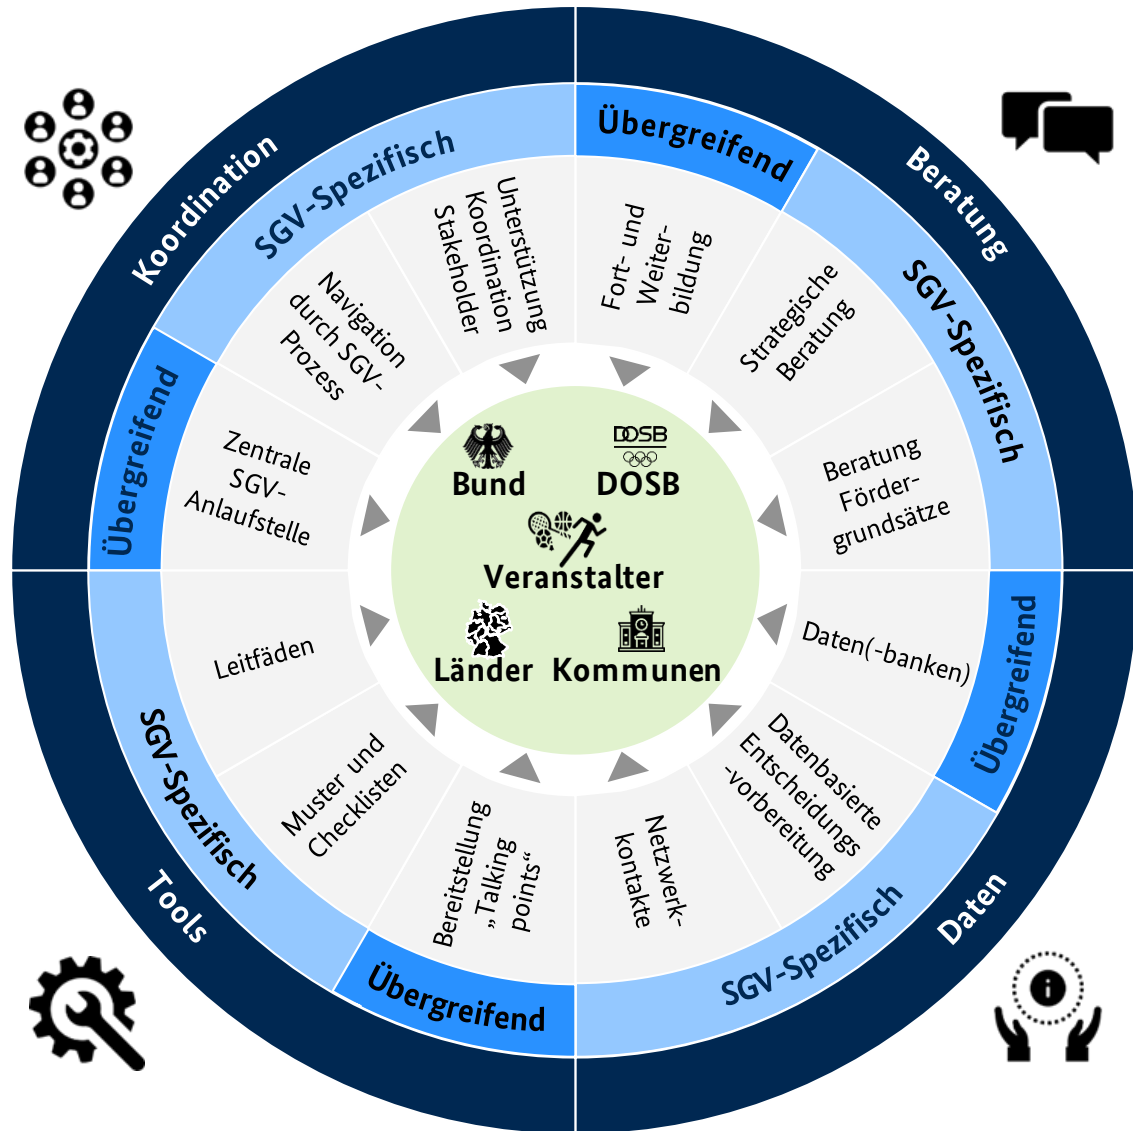 Koordination
SGV-Spezifisch
Unterstützung
Koordination
Stakeholder
Navigation
durch SGV-
Prozess
Übergreifend
Zentrale
SGV-
Anlaufstelle
Beratung
Übergreifend
Fort- und
Weiter-
bildung
SGV-Spezifisch
Strategische
Beratung
Beratung
Förder-
grundsätze
Daten
Übergreifend
Daten(-banken)
SGV-Spezifisch
Datenbasierte
Entscheidungs
-vorbereitung
Netzwerk-
kontakte
Tools
Übergreifend
Bereitstellung
„Talking
points“
SGV-Spezifisch
Muster und
Checklisten
Leitfäden
Bund
DOSB
DOSB
Veranstalter
Länder
Kommunen
i